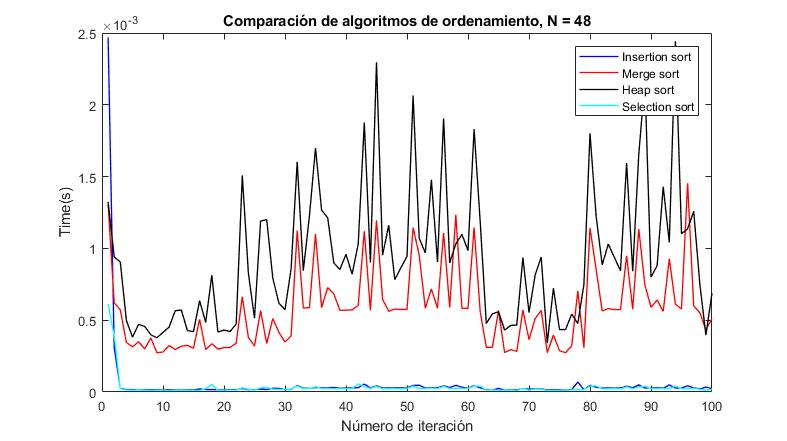 Comparación de algoritmos de ordenamiento, N = 48
×10⁻³
2.5
2
1.5
1
0.5
0
Time(s)
Insertion sort
Merge sort
Heap sort
Selection sort
0 10 20 30 40 50 60 70 80 90 100
Número de iteración